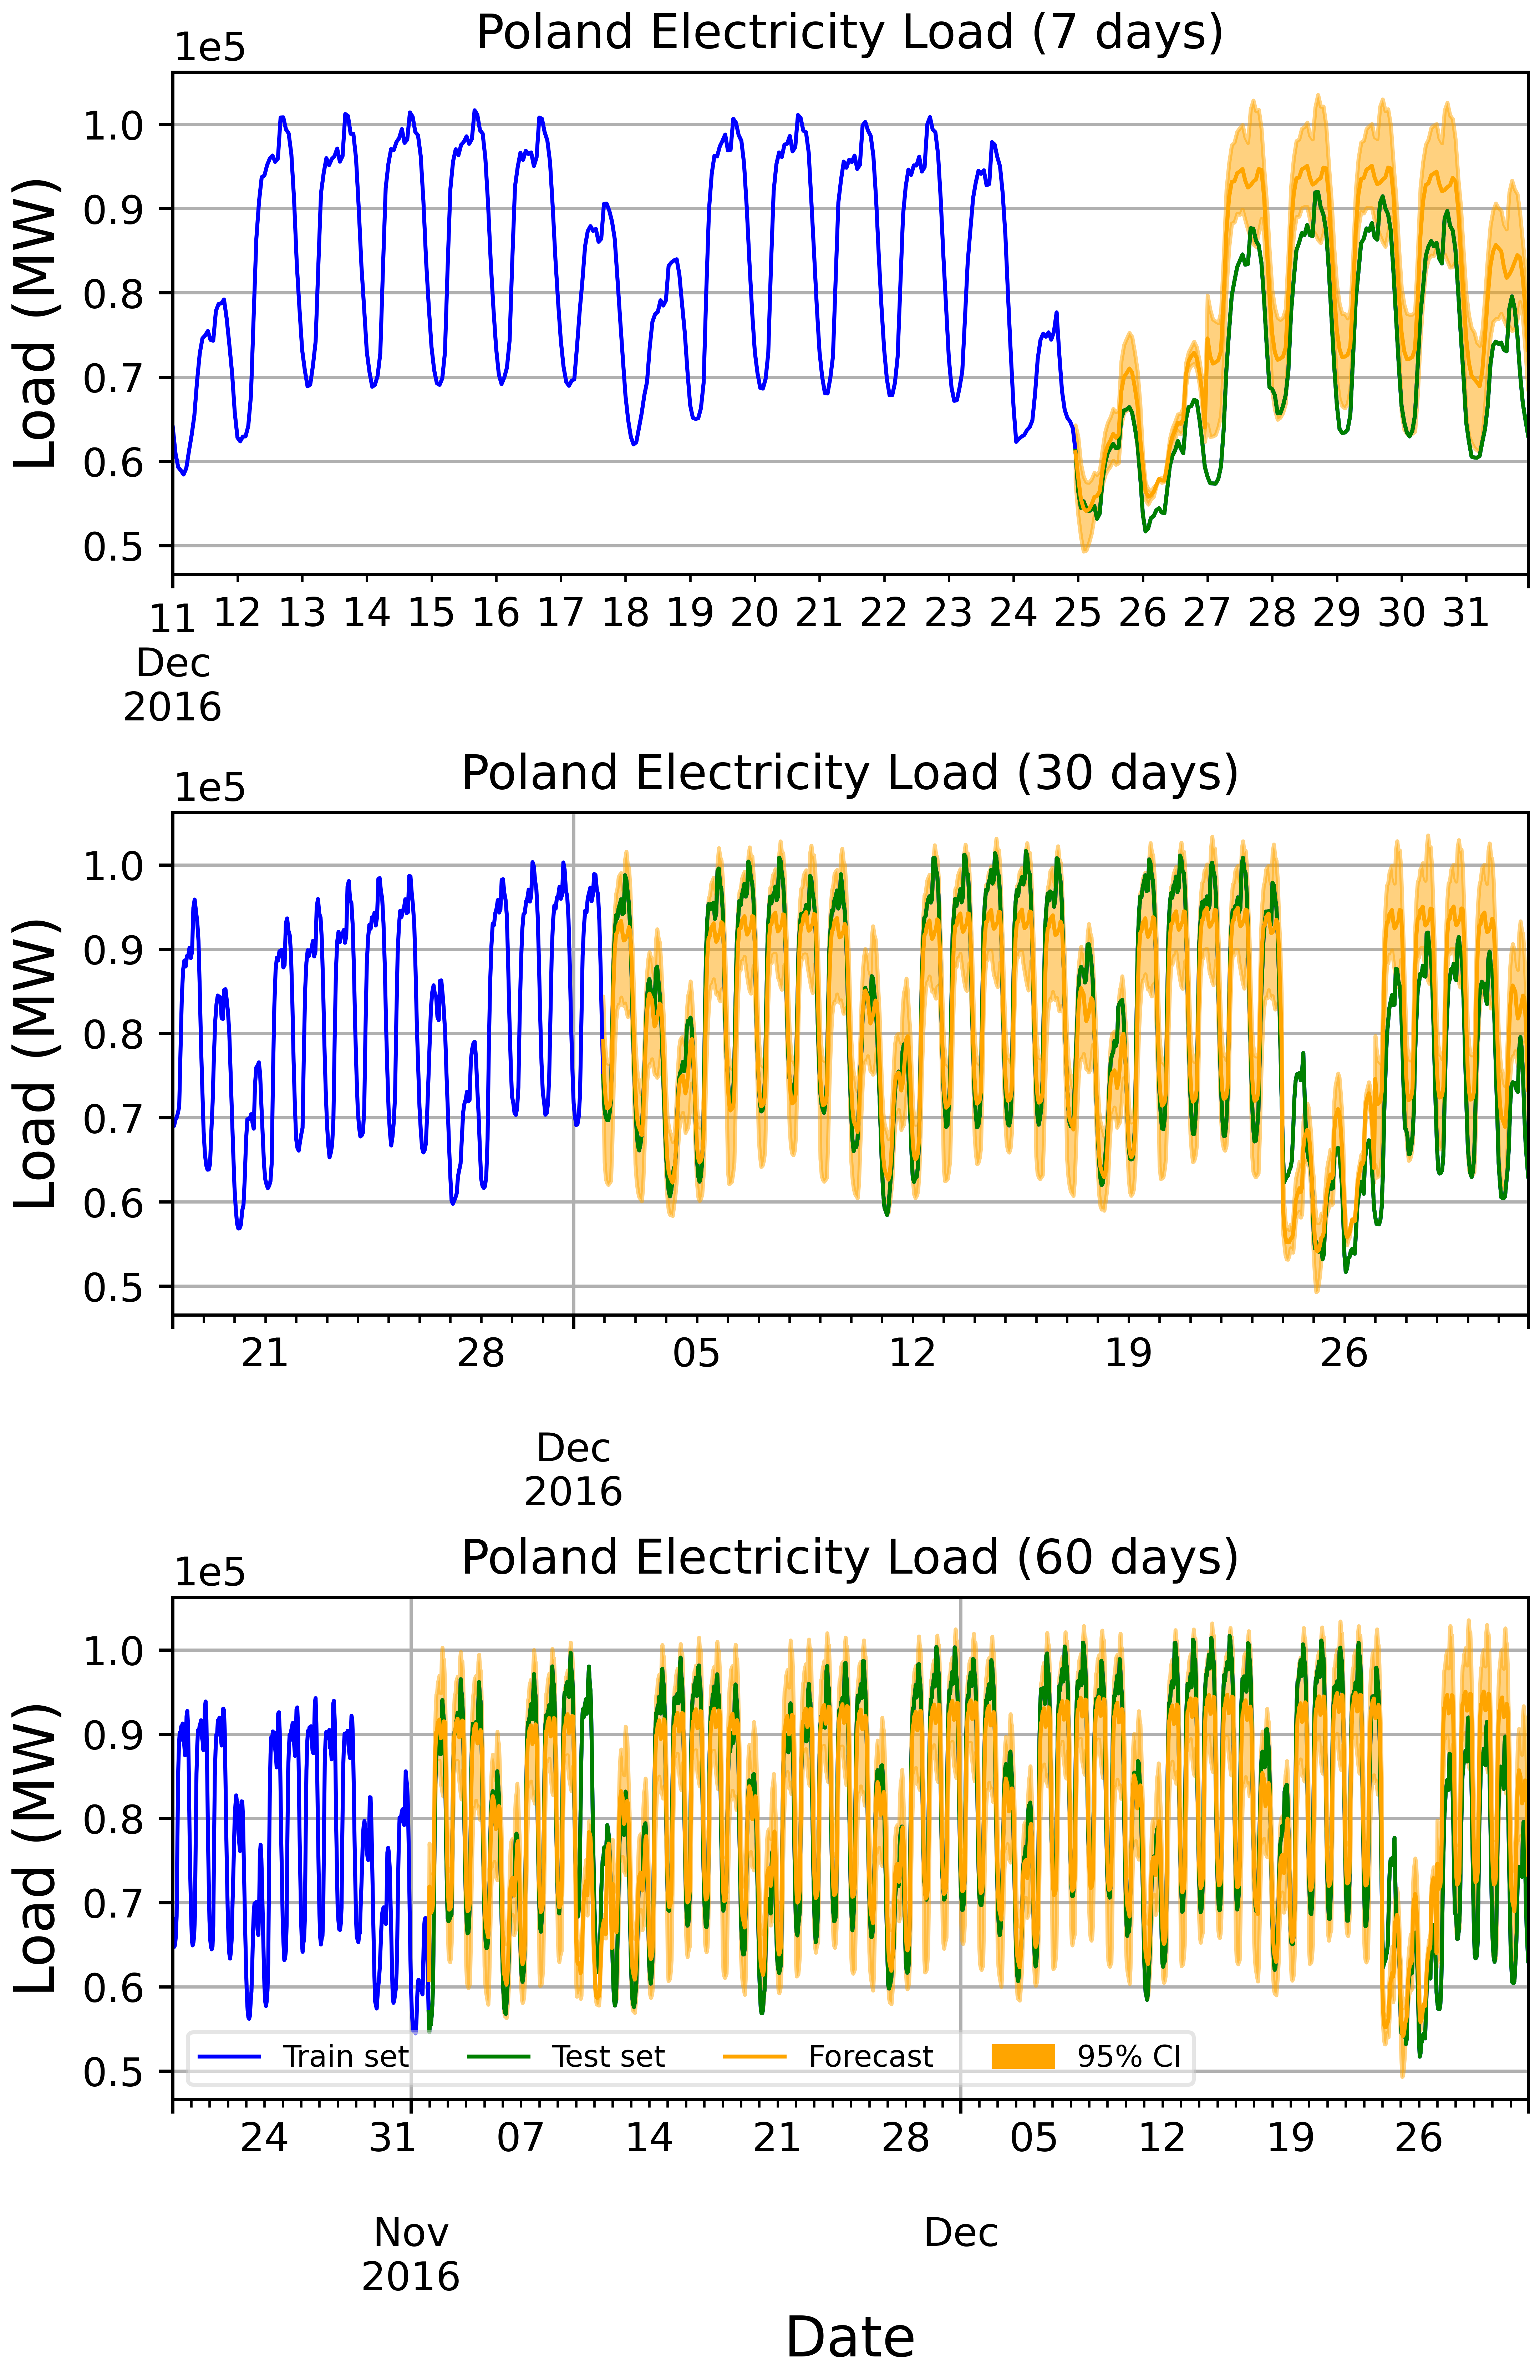 Poland Electricity Load (7 days)
1e5
1.0
0.9
0.8
0.7
0.6
0.5
Load (MW)
11 12 13 14 15 16 17 18 19 20 21 22 23 24 25 26 27 28 29 30 31
Dec
2016
Poland Electricity Load (30 days)
1e5
1.0
0.9
0.8
0.7
0.6
0.5
Load (MW)
21 28 05 12 19 26
Dec
2016
Poland Electricity Load (60 days)
1e5
1.0
0.9
0.8
0.7
0.6
0.5
Load (MW)
Train set Test set Forecast 95% CI
24 31 07 14 21 28 05 12 19 26
Nov Dec
2016
Date